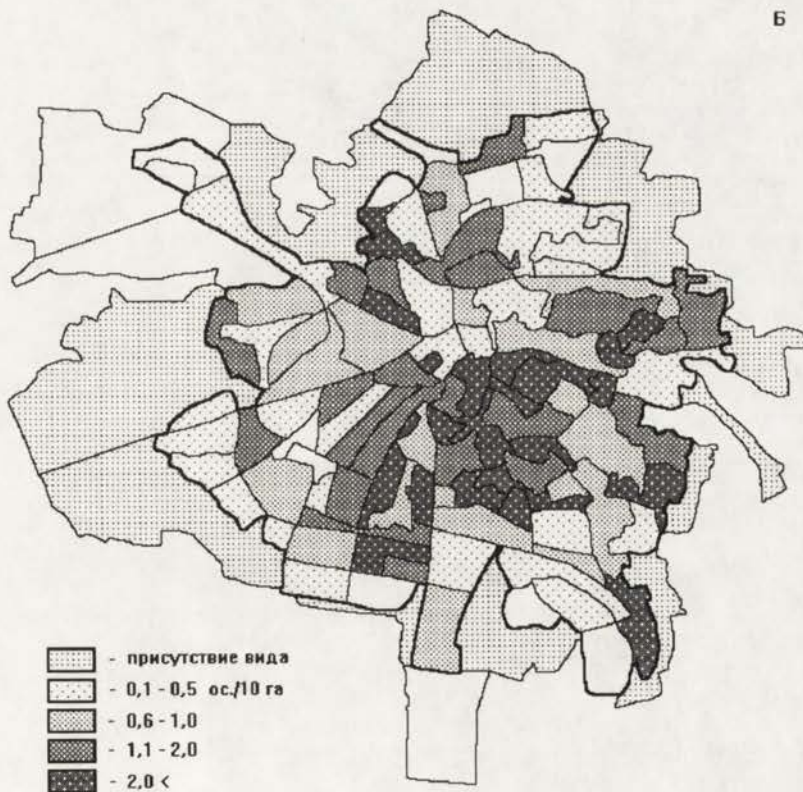 Б
- присутствие вида
- 0,1 - 0,5 ос./10 га
- 0,6 - 1,0
- 1,1 - 2,0
- 2,0 <